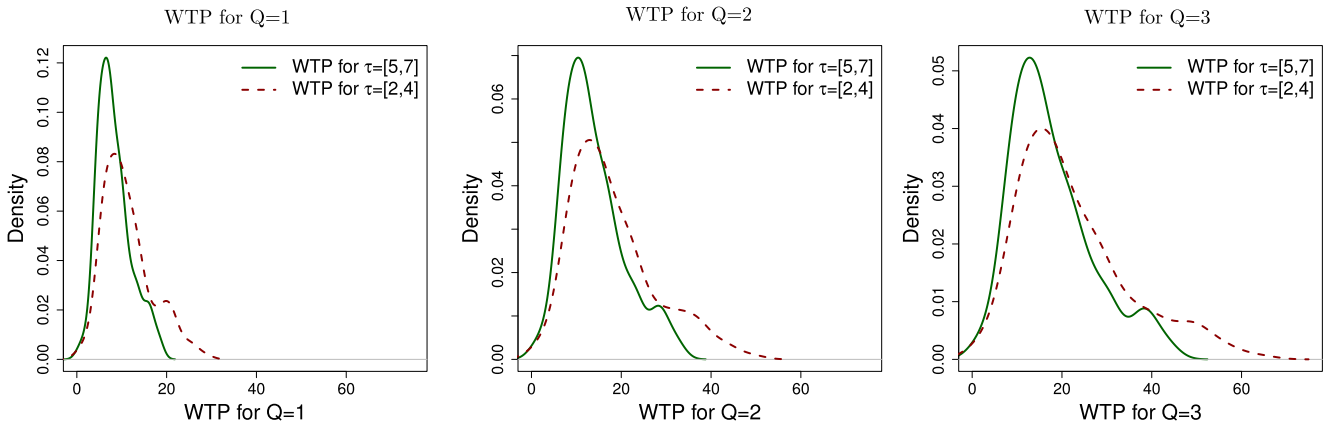 WTP for Q=1
WTP for τ=[5,7]
WTP for τ=[2,4]
Density
0.00
0.02
0.04
0.06
0.08
0.10
0.12
0
20
40
60
WTP for Q=1
WTP for Q=2
WTP for τ=[5,7]
WTP for τ=[2,4]
Density
0.00
0.02
0.04
0.06
0
20
40
60
WTP for Q=2
WTP for Q=3
WTP for τ=[5,7]
WTP for τ=[2,4]
Density
0.00
0.01
0.02
0.03
0.04
0.05
0
20
40
60
WTP for Q=3